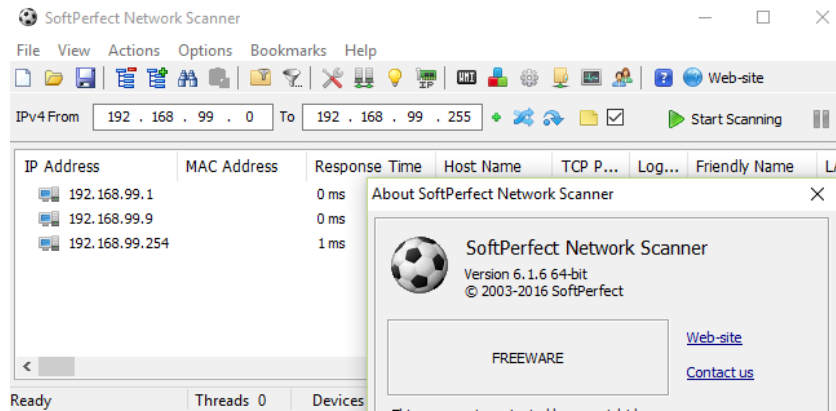 SoftPerfect Network Scanner
File View Actions Options Bookmarks Help
WMI IP ? Web-site
IPv4 From 192 . 168 . 99 . 0 To 192 . 168 . 99 . 255 Start Scanning
IP Address MAC Address Response Time Host Name TCP P... Log... Friendly Name
192.168.99.1 0 ms
192.168.99.9 0 ms
192.168.99.254 1 ms
About SoftPerfect Network Scanner
SoftPerfect Network Scanner
Version 6.1.6 64-bit
© 2003-2016 SoftPerfect
FREEWARE
Web-site
Contact us
Ready Threads 0 Devices